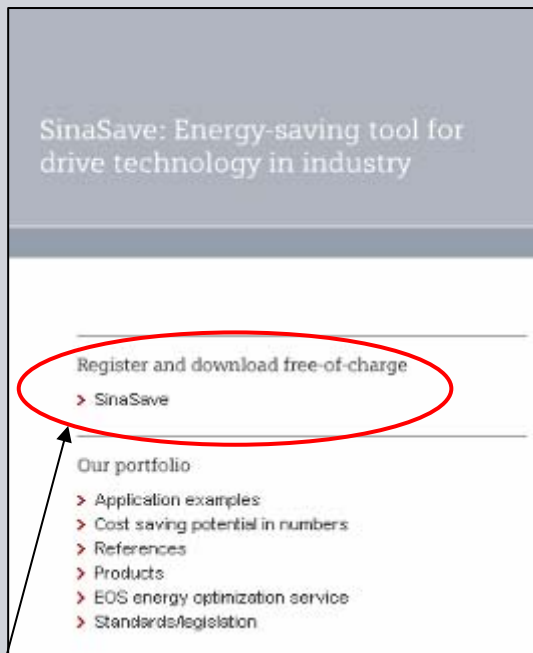 SinaSave: Energy-saving tool for
drive technology in industry
Register and download free-of-charge
> SinaSave
Our portfolio
> Application examples
> Cost saving potential in numbers
> References
> Products
> EOS energy optimization service
> Standards/legislation